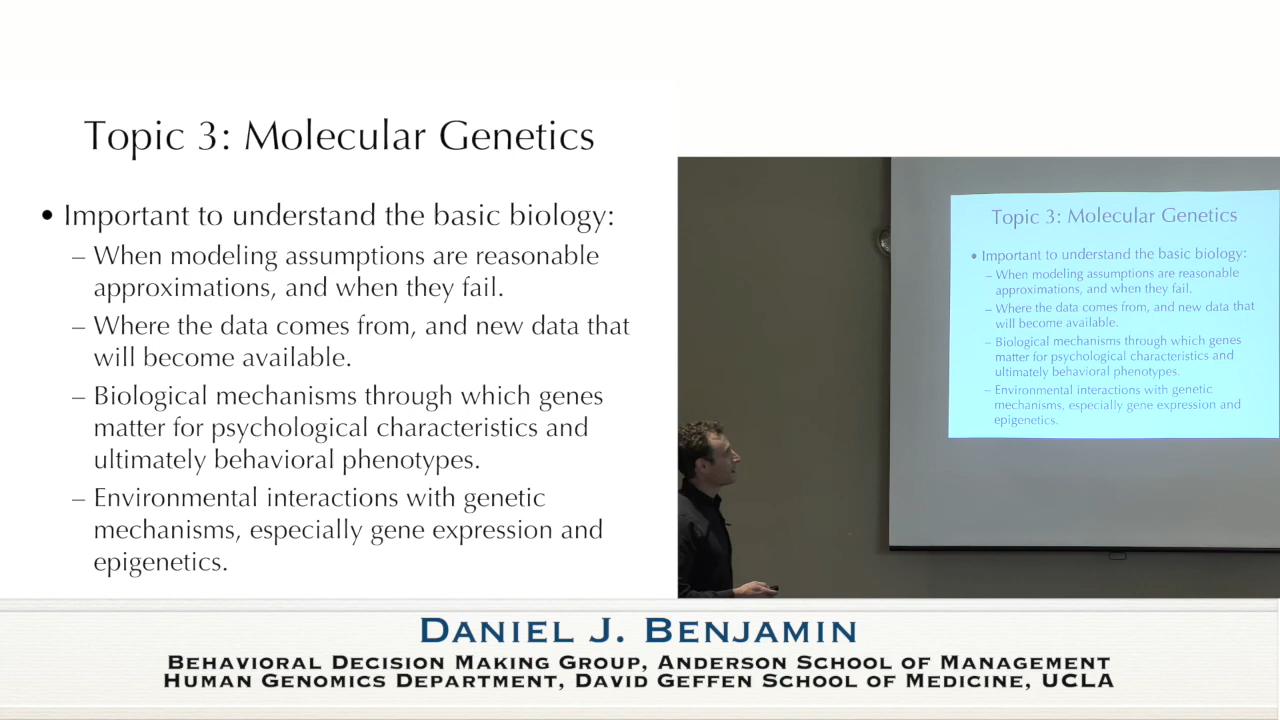 Topic 3: Molecular Genetics
• Important to understand the basic biology:
– When modeling assumptions are reasonable
approximations, and when they fail.
– Where the data comes from, and new data that
will become available.
– Biological mechanisms through which genes
matter for psychological characteristics and
ultimately behavioral phenotypes.
– Environmental interactions with genetic
mechanisms, especially gene expression and
epigenetics.
Topic 3: Molecular Genetics
• Important to understand the basic biology:
– When modeling assumptions are reasonable
approximations, and when they fail.
– Where the data comes from, and new data that
will become available.
– Biological mechanisms through which genes
matter for psychological characteristics and
ultimately behavioral phenotypes.
– Environmental interactions with genetic
mechanisms, especially gene expression and
epigenetics.
DANIEL J. BENJAMIN
BEHAVIORAL DECISION MAKING GROUP, ANDERSON SCHOOL OF MANAGEMENT
HUMAN GENOMICS DEPARTMENT, DAVID GEFFEN SCHOOL OF MEDICINE, UCLA